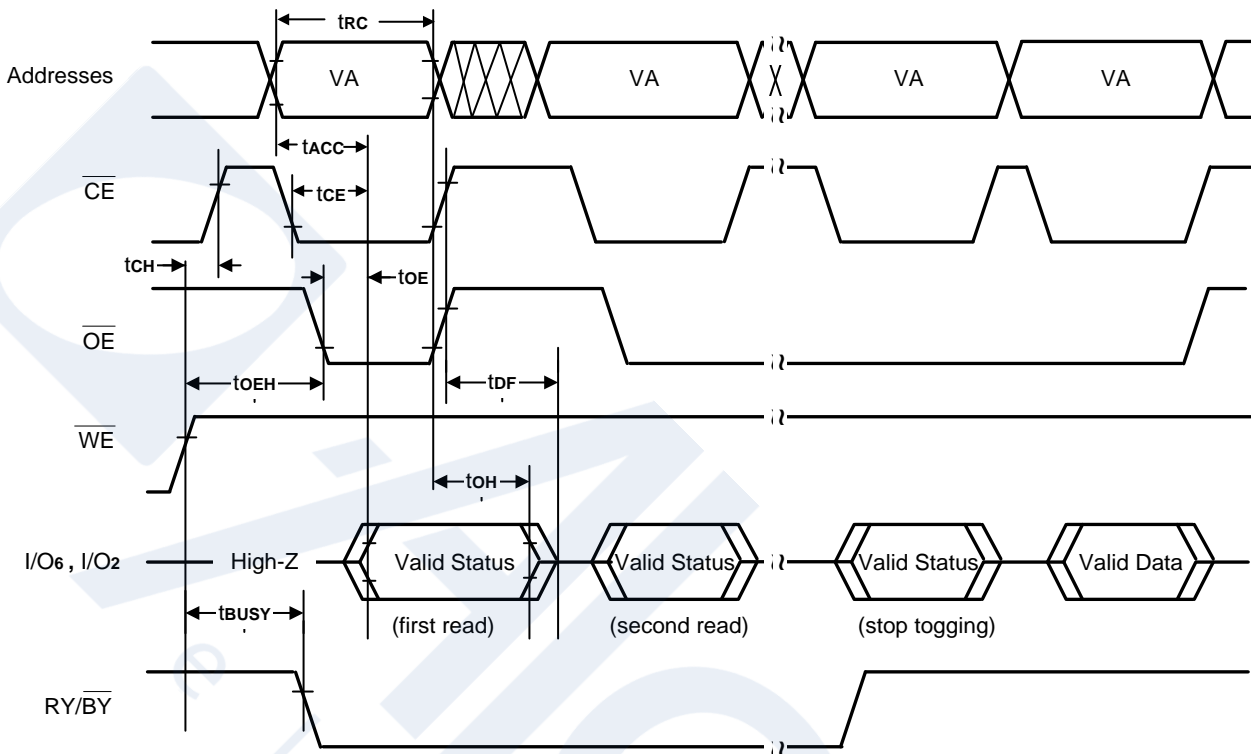 tRC
Addresses VA VA VA VA
tACC
CE tCE
tCH tOE
OE
tOEH tDF
WE
tOH
I/O6 , I/O2 High-Z Valid Status Valid Status Valid Status Valid Data
tBUSY (first read) (second read) (stop togging)
RY/BY